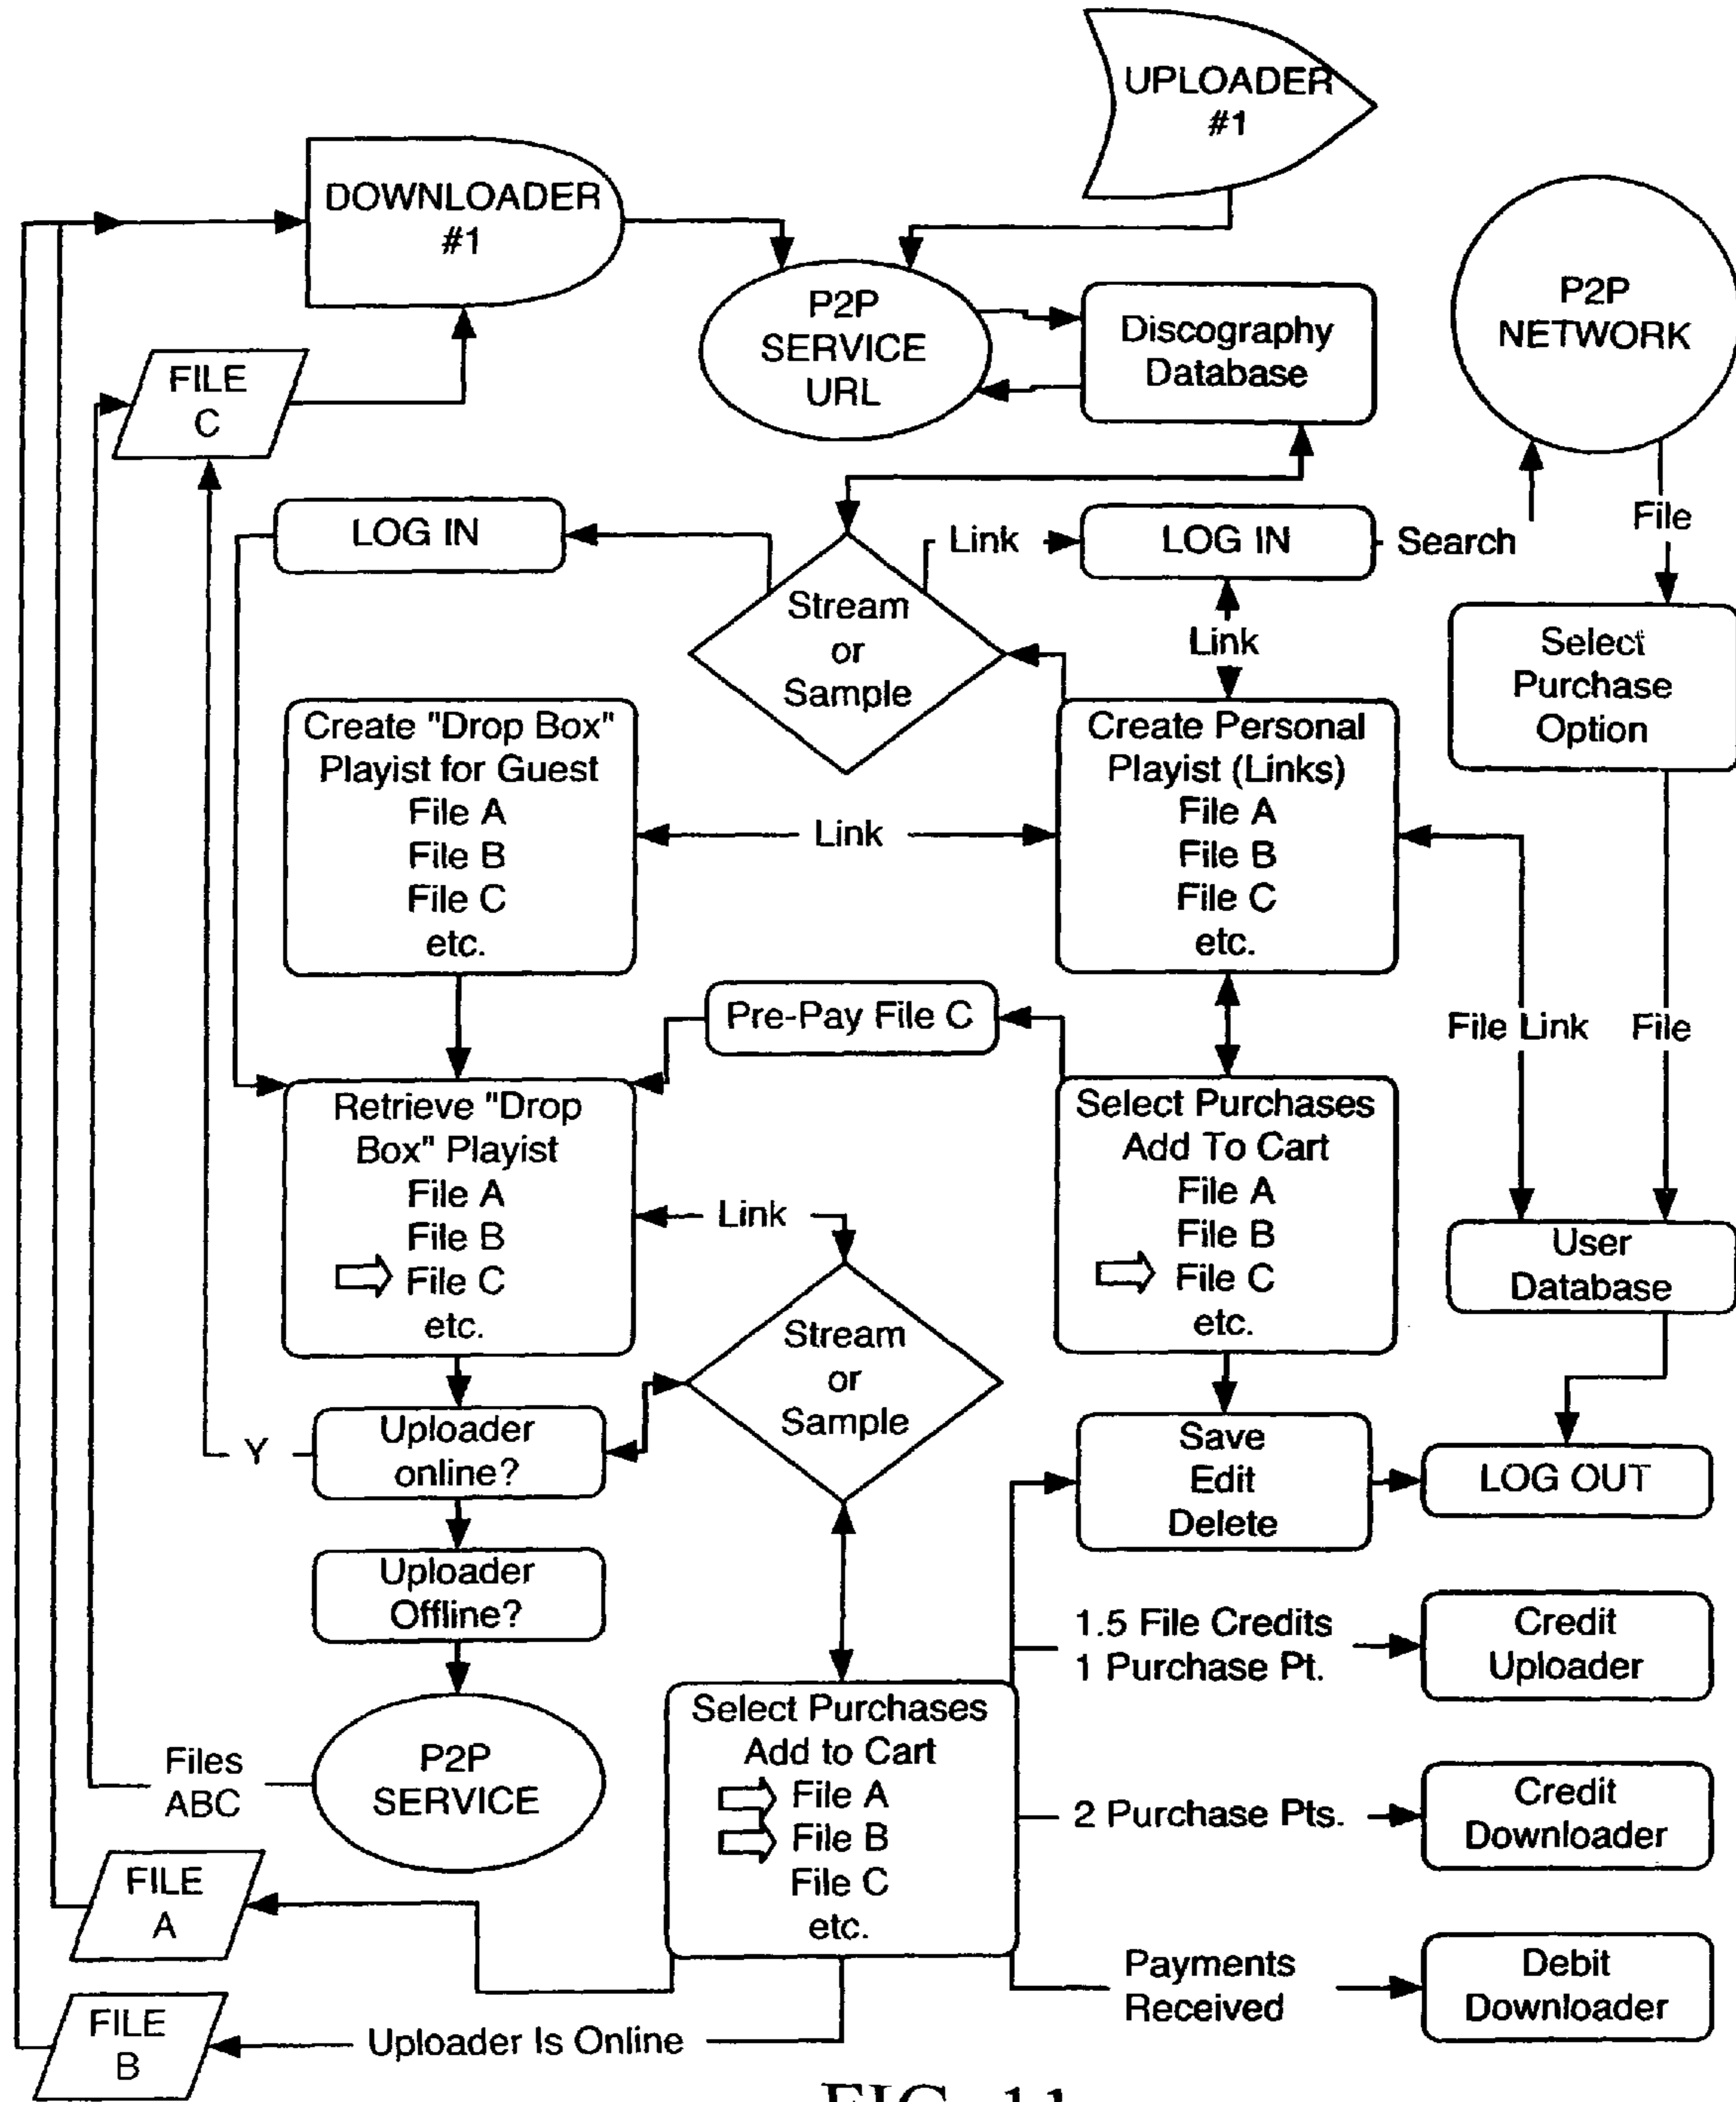 UPLOADER
#1
DOWNLOADER
#1
P2P
SERVICE
URL
Discography
Database
P2P
NETWORK
FILE
C
LOG IN
Link
LOG IN
Search
File
Stream
or
Sample
Link
Select
Purchase
Option
Create "Drop Box"
Playist for Guest
File A
File B
File C
etc.
Link
Create Personal
Playist (Links)
File A
File B
File C
etc.
Pre-Pay File C
File Link
File
Retrieve "Drop
Box" Playist
File A
File B
File C
etc.
Link
Select Purchases
Add To Cart
File A
File B
File C
etc.
User
Database
Stream
or
Sample
Y
Uploader
online?
Save
Edit
Delete
LOG OUT
Uploader
Offline?
1.5 File Credits
1 Purchase Pt.
Credit
Uploader
Files
ABC
P2P
SERVICE
Select Purchases
Add to Cart
File A
File B
File C
etc.
2 Purchase Pts.
Credit
Downloader
FILE
A
Payments
Received
Debit
Downloader
FILE
B
Uploader Is Online
FIG. 11